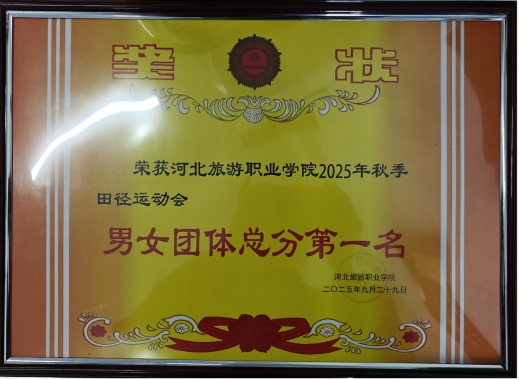 奖状
荣获河北旅游职业学院2025年秋季
田径运动会
男女团体总分第一名
河北旅游职业学院
二〇二五年九月二十九日